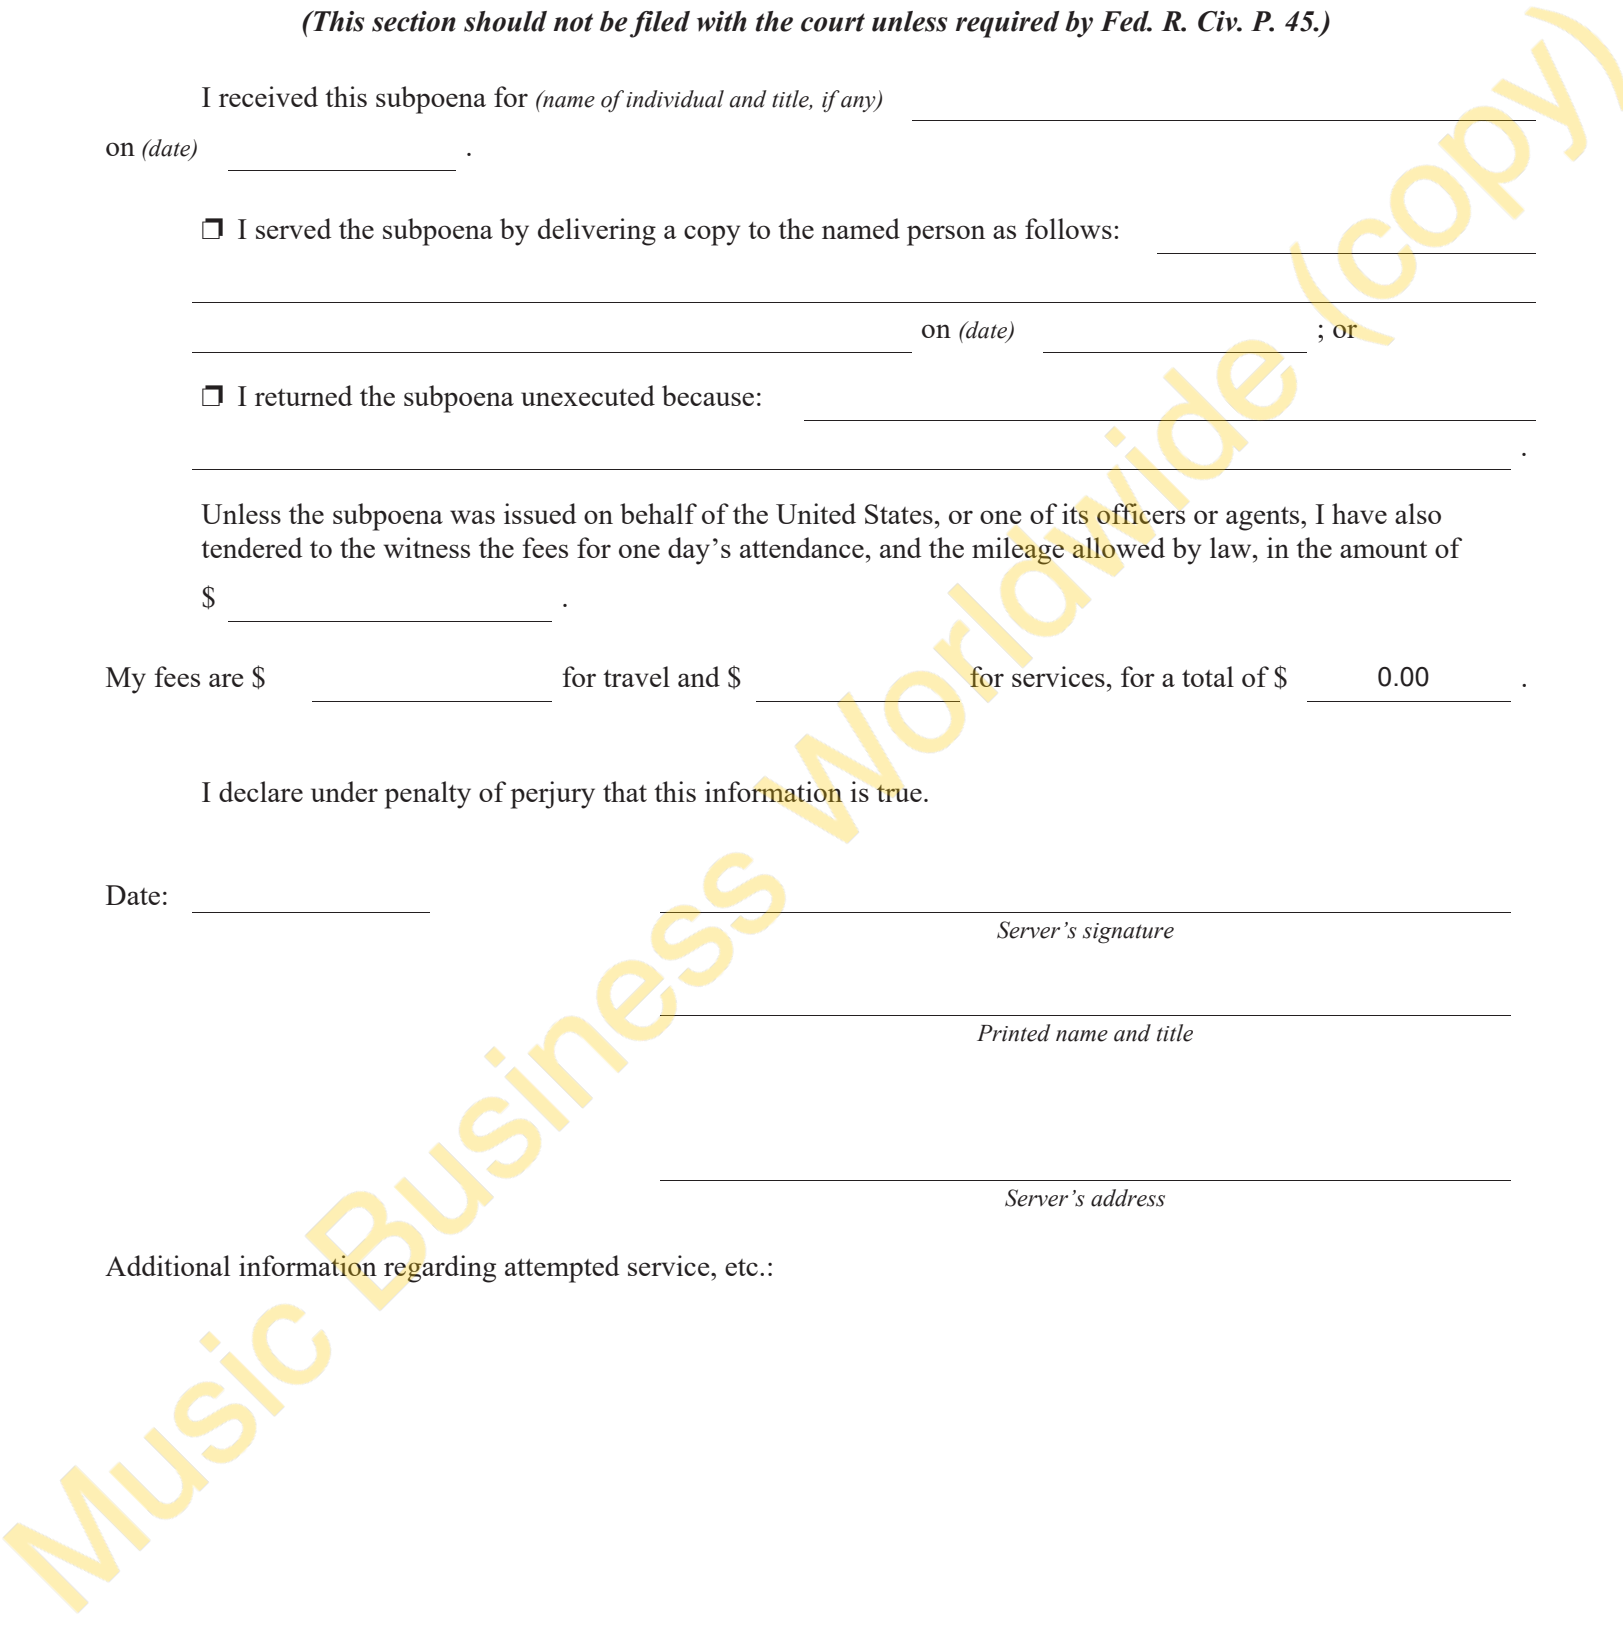 (This section should not be filed with the court unless required by Fed. R. Civ. P. 45.)
I received this subpoena for (name of individual and title, if any)
on (date) .
❒ I served the subpoena by delivering a copy to the named person as follows:
on (date) ; or
❒ I returned the subpoena unexecuted because:
.
Unless the subpoena was issued on behalf of the United States, or one of its officers or agents, I have also
tendered to the witness the fees for one day’s attendance, and the mileage allowed by law, in the amount of
$ .
My fees are $ for travel and $ for services, for a total of $ 0.00 .
I declare under penalty of perjury that this information is true.
Date:
Server’s signature
Printed name and title
Server’s address
Additional information regarding attempted service, etc.:
Music Business Worldwide (copy)